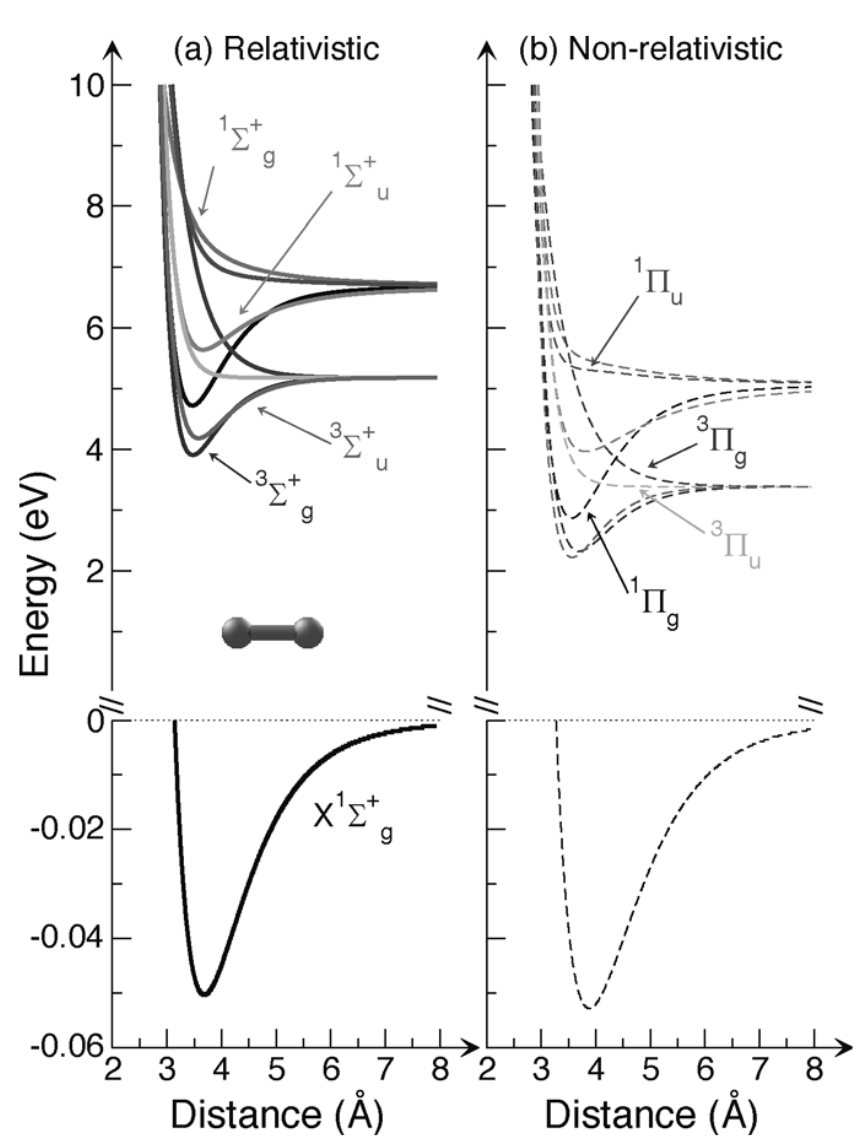 (a) Relativistic
(b) Non-relativistic
10
8
6
4
2
0
-0.02
-0.04
-0.06
Energy (eV)
¹Σ⁺g
¹Σ⁺u
³Σ⁺u
³Σ⁺g
¹Πu
³Πg
³Πu
¹Πg
X¹Σ⁺g
2 3 4 5 6 7 8
2 3 4 5 6 7 8
Distance (Å)
Distance (Å)